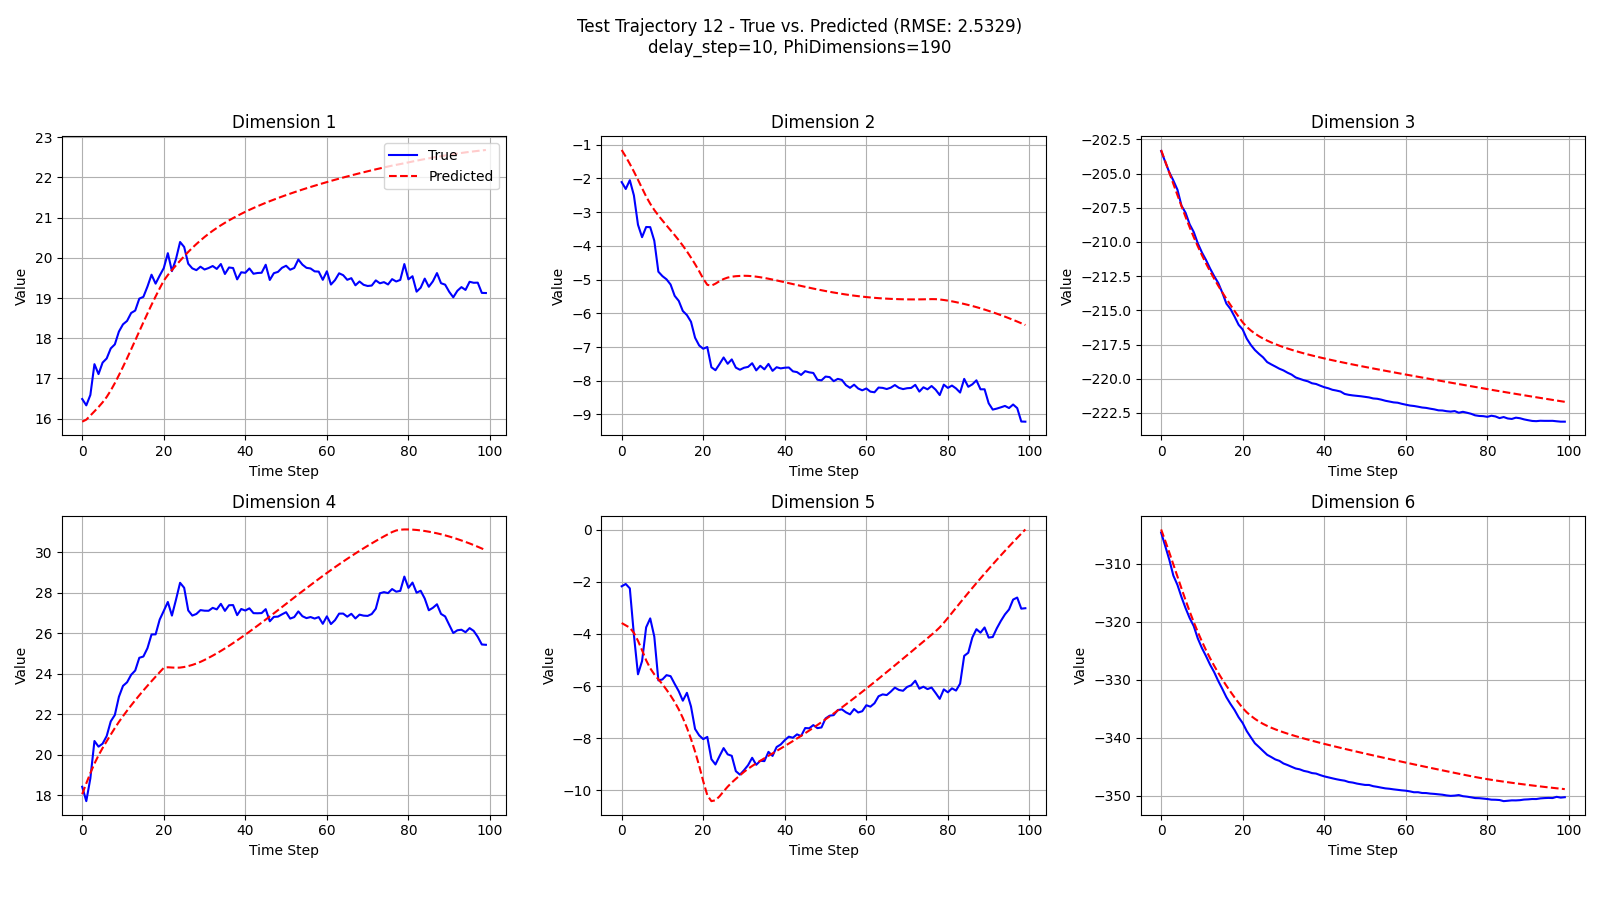 Test Trajectory 12 - True vs. Predicted (RMSE: 2.5329)
delay_step=10, PhiDimensions=190
Dimension 1
23
22
21
20
19
18
17
16
Value
0 20 40 60 80 100
Time Step
True
Predicted
Dimension 2
−1
−2
−3
−4
−5
−6
−7
−8
−9
Value
0 20 40 60 80 100
Time Step
Dimension 3
−202.5
−205.0
−207.5
−210.0
−212.5
−215.0
−217.5
−220.0
−222.5
Value
0 20 40 60 80 100
Time Step
Dimension 4
30
28
26
24
22
20
18
Value
0 20 40 60 80 100
Time Step
Dimension 5
0
−2
−4
−6
−8
−10
Value
0 20 40 60 80 100
Time Step
Dimension 6
−310
−320
−330
−340
−350
Value
0 20 40 60 80 100
Time Step